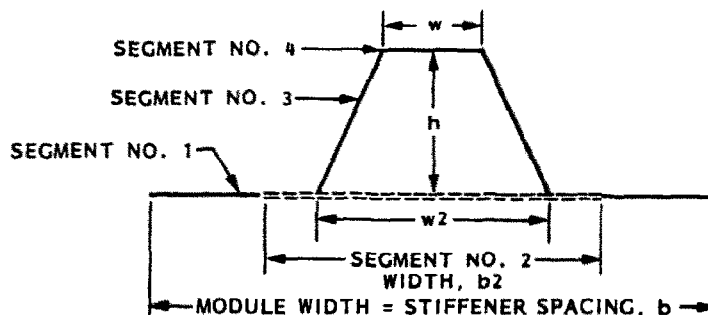 w
SEGMENT NO. 4
SEGMENT NO. 3
h
SEGMENT NO. 1
w2
SEGMENT NO. 2
WIDTH, b2
MODULE WIDTH = STIFFENER SPACING, b